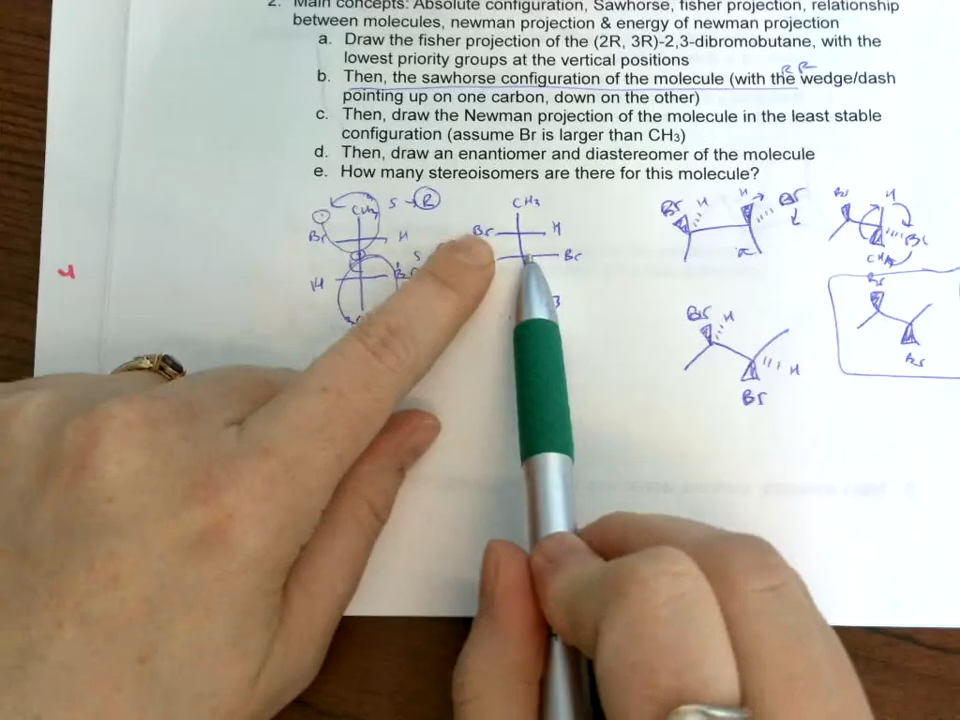 2. Main concepts: Absolute configuration, Sawhorse, fisher projection, relationship
between molecules, newman projection & energy of newman projection
a. Draw the fisher projection of the (2R, 3R)-2,3-dibromobutane, with the
lowest priority groups at the vertical positions
R R
b. Then, the sawhorse configuration of the molecule (with the wedge/dash
pointing up on one carbon, down on the other)
c. Then, draw the Newman projection of the molecule in the least stable
configuration (assume Br is larger than CH3)
d. Then, draw an enantiomer and diastereomer of the molecule
e. How many stereoisomers are there for this molecule?
CH3 S → R CH3 Br H H Br Br H
Br H Br H
H Br S Br R Br
CH3
4
3 Br
Br H Br
H
Br